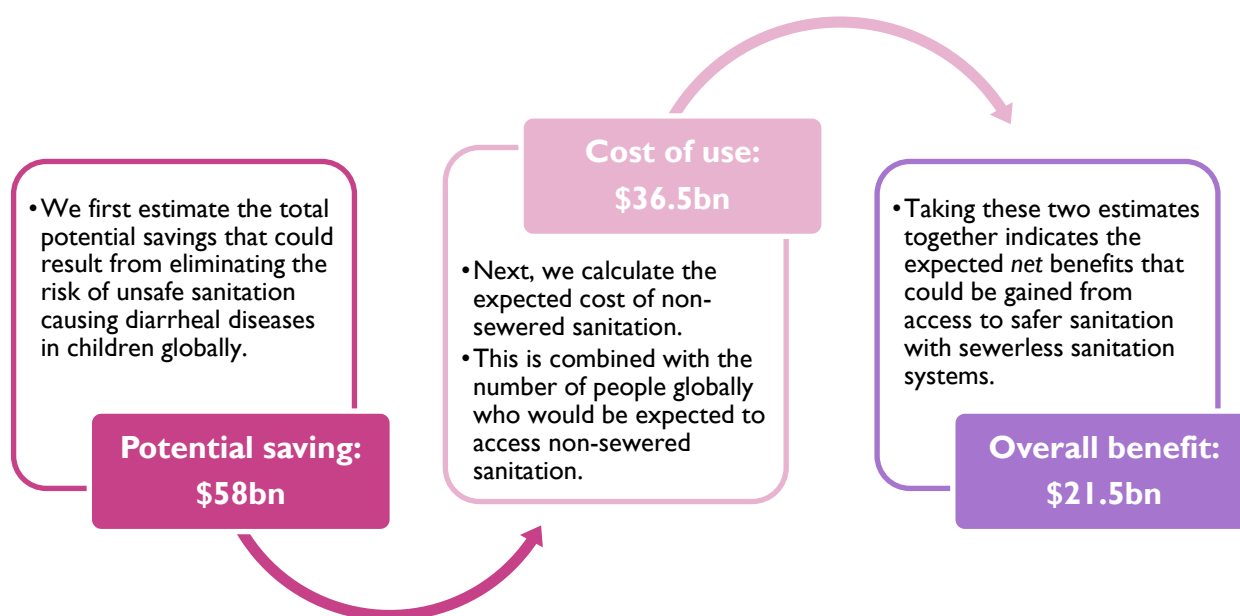 • We first estimate the total
potential savings that could
result from eliminating the
risk of unsafe sanitation
causing diarrheal diseases
in children globally.
Potential saving:
$58bn
Cost of use:
$36.5bn
• Next, we calculate the
expected cost of non-
sewered sanitation.
• This is combined with the
number of people globally
who would be expected to
access non-sewered
sanitation.
• Taking these two estimates
together indicates the
expected net benefits that
could be gained from
access to safer sanitation
with sewerless sanitation
systems.
Overall benefit:
$21.5bn